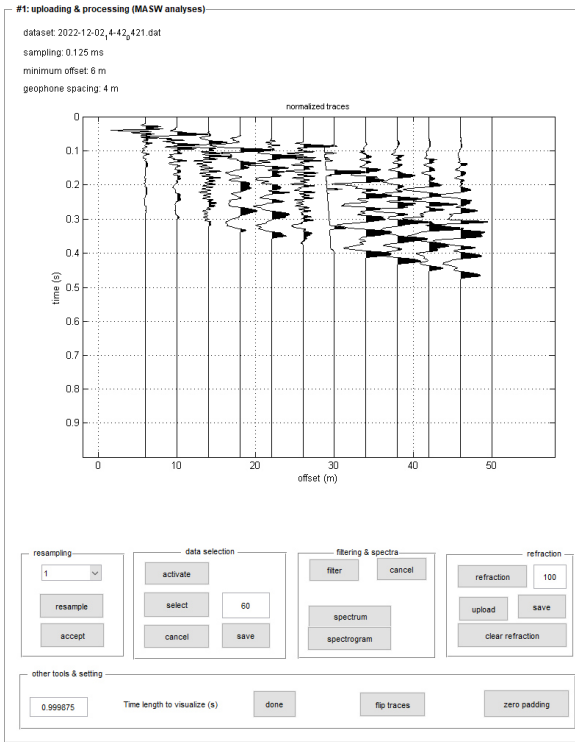 #1: uploading & processing (MASW analyses)
dataset: 2022-12-02₁4-42₀421.dat
sampling: 0.125 ms
minimum offset: 6 m
geophone spacing: 4 m
normalized traces
0
0.1
0.2
0.3
0.4
0.5
0.6
0.7
0.8
0.9
time (s)
0 10 20 30 40 50
offset (m)
resampling
1
resample
accept
data selection
activate
select 60
cancel save
filtering & spectra
filter cancel
spectrum
spectrogram
refraction
refraction 100
upload save
clear refraction
other tools & setting
0.999875 Time length to visualize (s) done flip traces zero padding